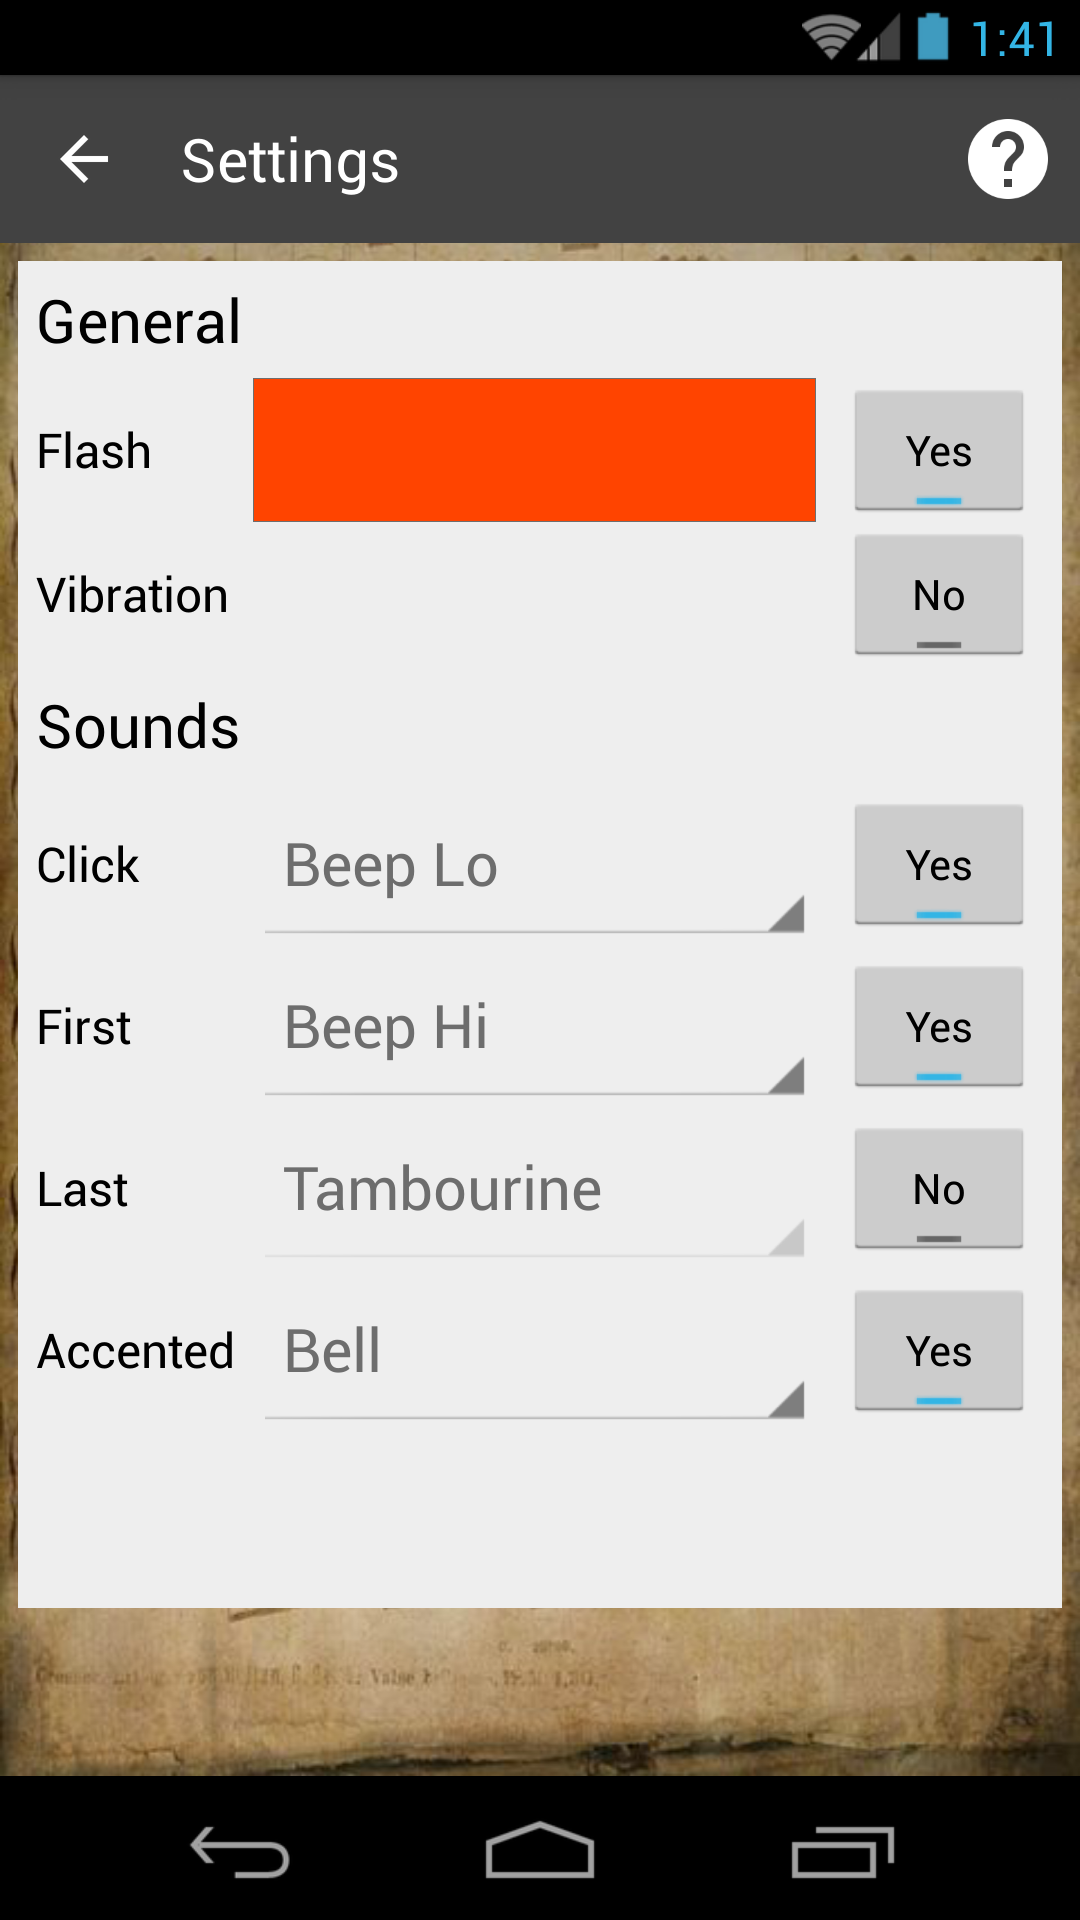 1:41
Settings
General
Flash Yes
Vibration No
Sounds
Click Beep Lo Yes
First Beep Hi Yes
Last Tambourine No
Accented Bell Yes